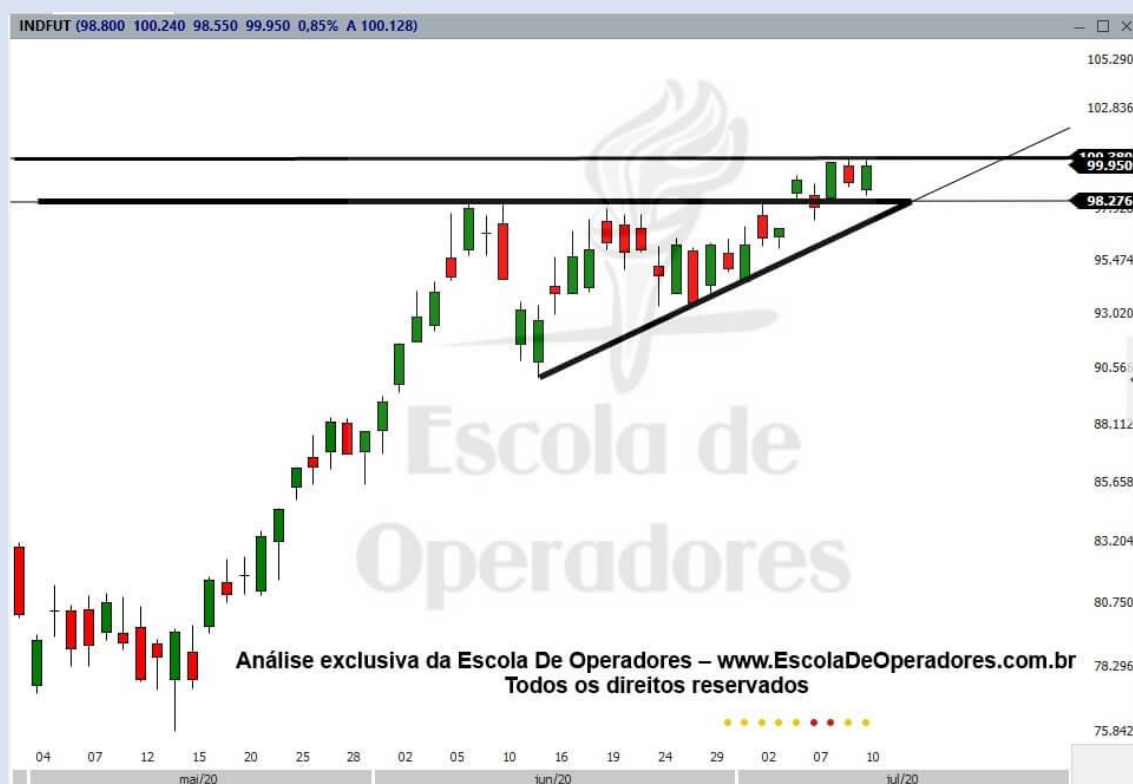 INDFUT (98.800 100.240 98.550 99.950 0,85% A 100.128)
105.290
102.836
99.950
98.276
95.474
93.020
90.56
88.112
85.658
83.204
80.750
78.296
75.842
Escola de
Operadores
Análise exclusiva da Escola De Operadores – www.EscolaDeOperadores.com.br
Todos os direitos reservados
04 07 12 15 20 25 28 02 05 10 16 19 24 29 02 07 10
mai/20 jun/20 jul/20